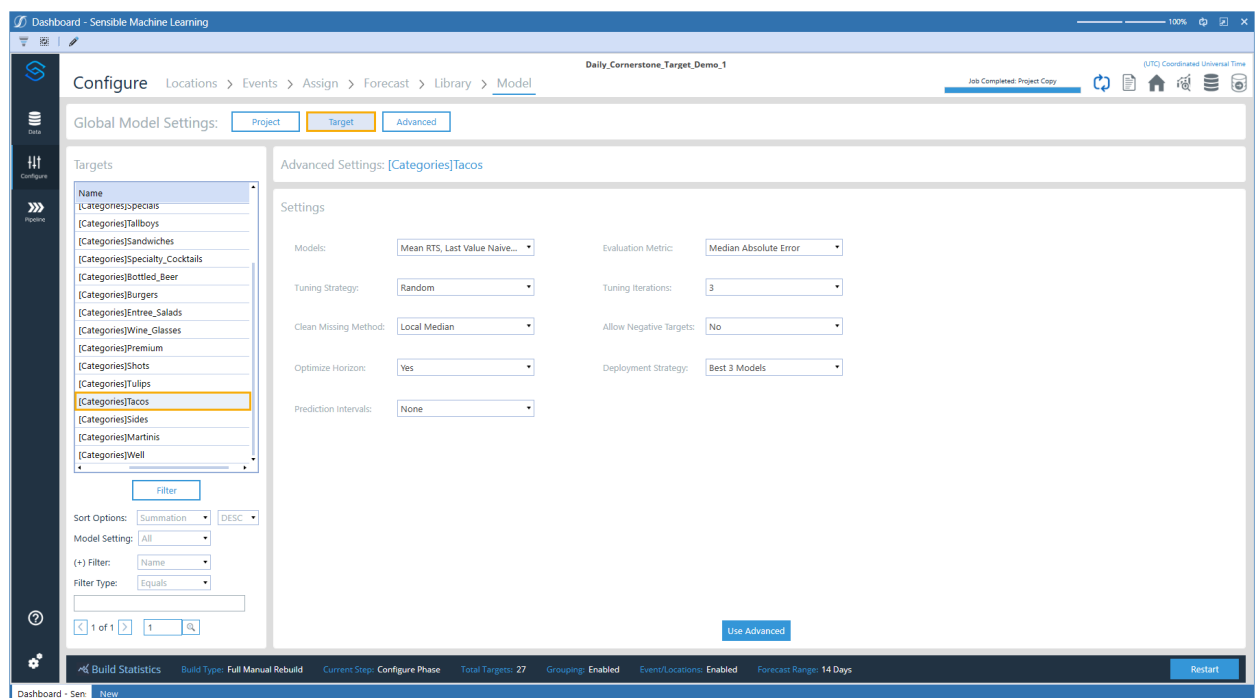 Dashboard - Sensible Machine Learning
100%
Daily_Cornerstone_Target_Demo_1
(UTC) Coordinated Universal Time
Configure Locations > Events > Assign > Forecast > Library > Model
Job Completed: Project Copy
Data
Configure
Pipeline
Global Model Settings: Project Target Advanced
Targets
Name
[Categories]Specials
[Categories]Tallboys
[Categories]Sandwiches
[Categories]Specialty_Cocktails
[Categories]Bottled_Beer
[Categories]Burgers
[Categories]Entree_Salads
[Categories]Wine_Glasses
[Categories]Premium
[Categories]Shots
[Categories]Tulips
[Categories]Tacos
[Categories]Sides
[Categories]Martinis
[Categories]Well
Filter
Sort Options: Summation DESC
Model Setting: All
(+) Filter: Name
Filter Type: Equals
< 1 of 1 > 1
Advanced Settings: [Categories]Tacos
Settings
Models: Mean RTS, Last Value Naive... Evaluation Metric: Median Absolute Error
Tuning Strategy: Random Tuning Iterations: 3
Clean Missing Method: Local Median Allow Negative Targets: No
Optimize Horizon: Yes Deployment Strategy: Best 3 Models
Prediction Intervals: None
Use Advanced
Build Statistics Build Type: Full Manual Rebuild Current Step: Configure Phase Total Targets: 27 Grouping: Enabled Event/Locations: Enabled Forecast Range: 14 Days Restart
Dashboard - Sen: New